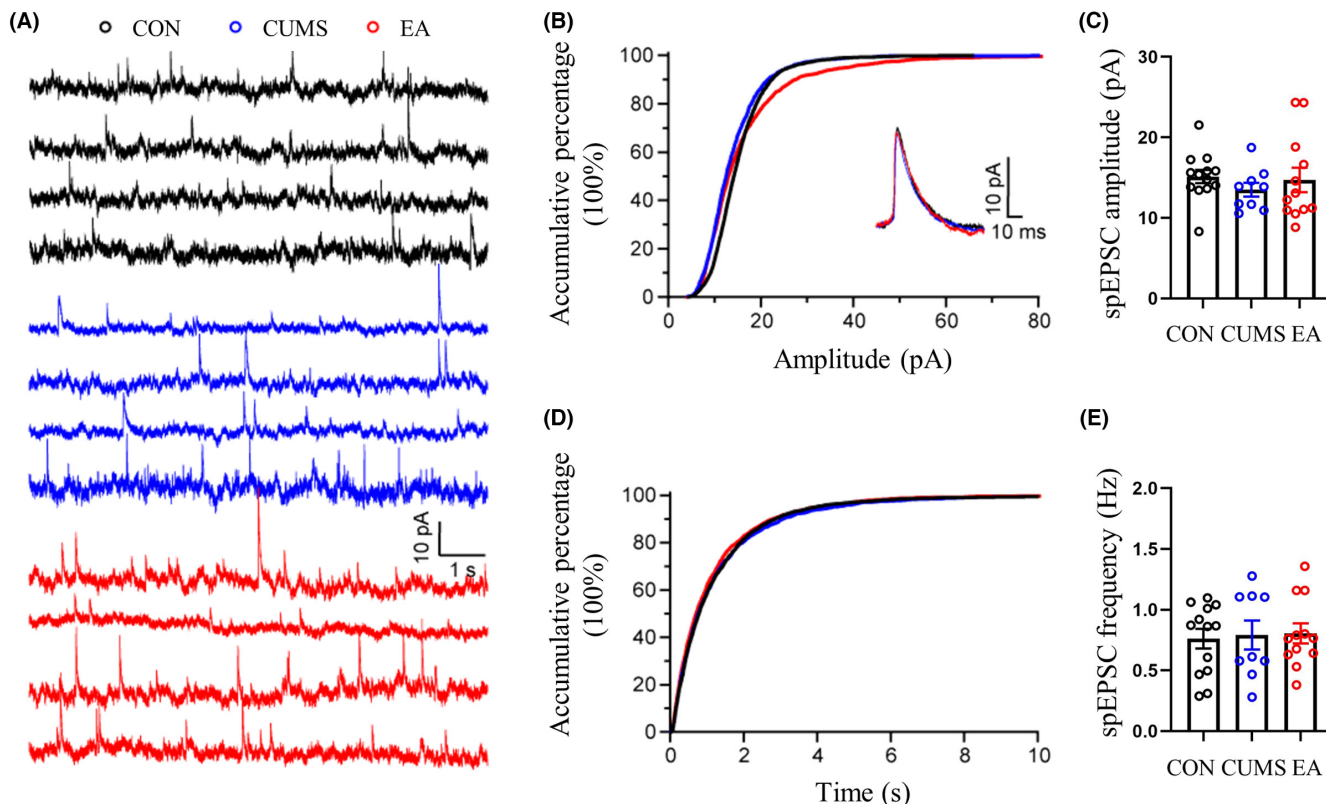 (A)
CON
CUMS
EA
10 pA
1 s
(B)
Accumulative percentage
(100%)
100
80
60
40
20
0
0
20
40
60
80
Amplitude (pA)
10 pA
10 ms
(C)
spEPSC amplitude (pA)
30
20
10
0
CON CUMS EA
(D)
Accumulative percentage
(100%)
100
80
60
40
20
0
0
2
4
6
8
10
Time (s)
(E)
spEPSC frequency (Hz)
2.0
1.5
1.0
0.5
0.0
CON CUMS EA